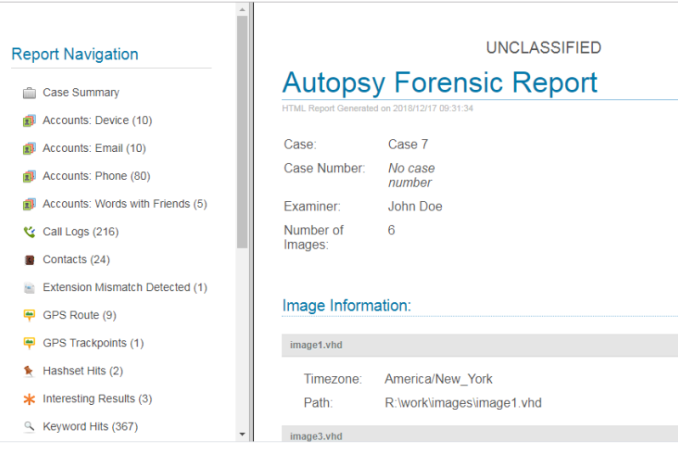 Report Navigation
Case Summary
Accounts: Device (10)
Accounts: Email (10)
Accounts: Phone (80)
Accounts: Words with Friends (5)
Call Logs (216)
Contacts (24)
Extension Mismatch Detected (1)
GPS Route (9)
GPS Trackpoints (1)
Hashset Hits (2)
Interesting Results (3)
Keyword Hits (367)
UNCLASSIFIED
Autopsy Forensic Report
HTML Report Generated on 2018/12/17 09:31:34
Case: Case 7
Case Number: No case
number
Examiner: John Doe
Number of 6
Images:
Image Information:
image1.vhd
Timezone: America/New_York
Path: R:\work\images\image1.vhd
image3.vhd